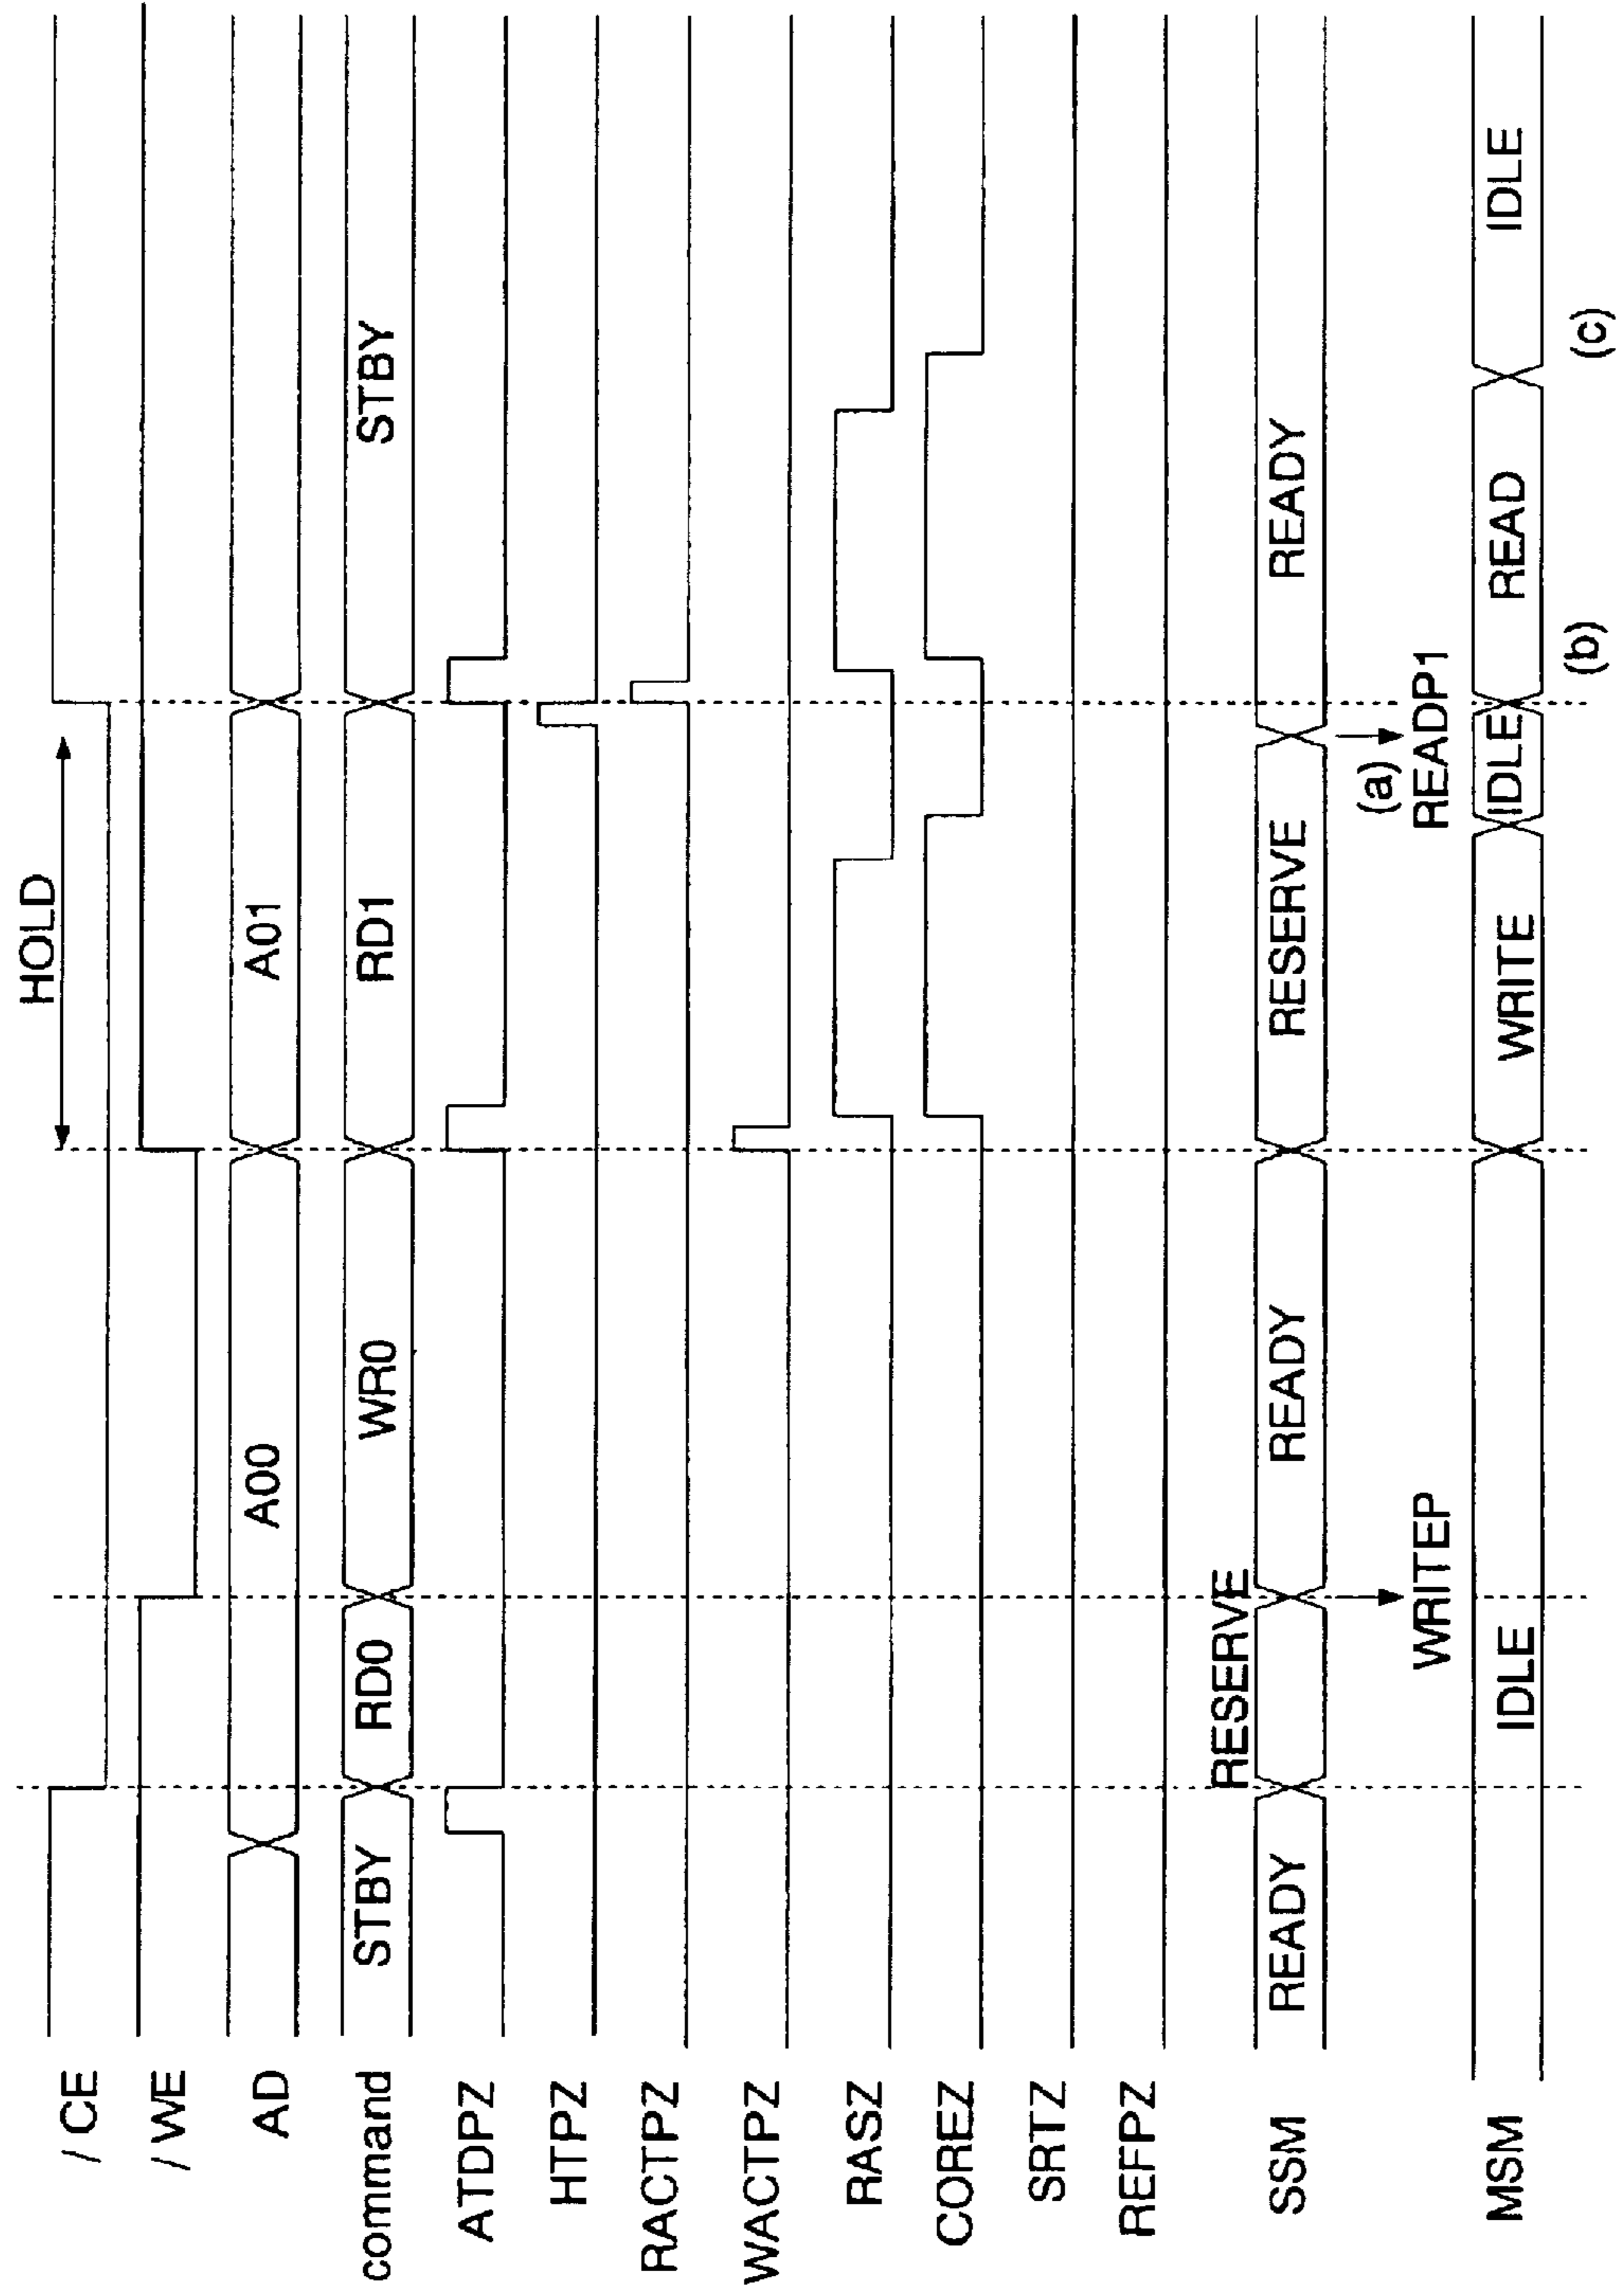 HOLD
/ CE
/ WE
AD A00 A01
command STBY RD0 WR0 RD1 STBY
ATDPZ
HTPZ
RACTPZ
WACTPZ
RASZ
COREZ
SRTZ
REFPZ
RESERVE
SSM READY READY RESERVE READY
(a)
WRITEP READP1
MSM IDLE WRITE IDLE READ IDLE
(b) (c)